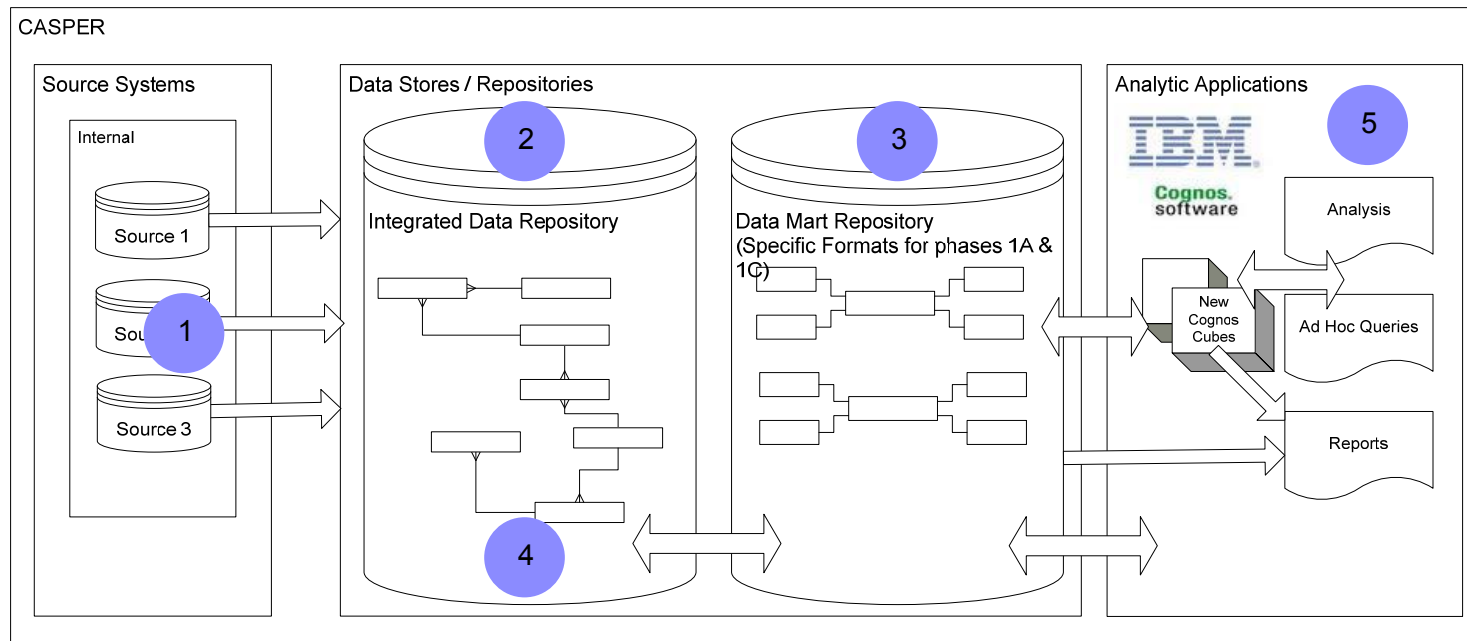 CASPER
Source Systems
Internal
Source 1
Sou
1
Source 3
Data Stores / Repositories
2
Integrated Data Repository
4
3
Data Mart Repository
(Specific Formats for phases 1A &
1C)
Analytic Applications
IBM.
Cognos.
software
5
New
Cognos
Cubes
Analysis
Ad Hoc Queries
Reports